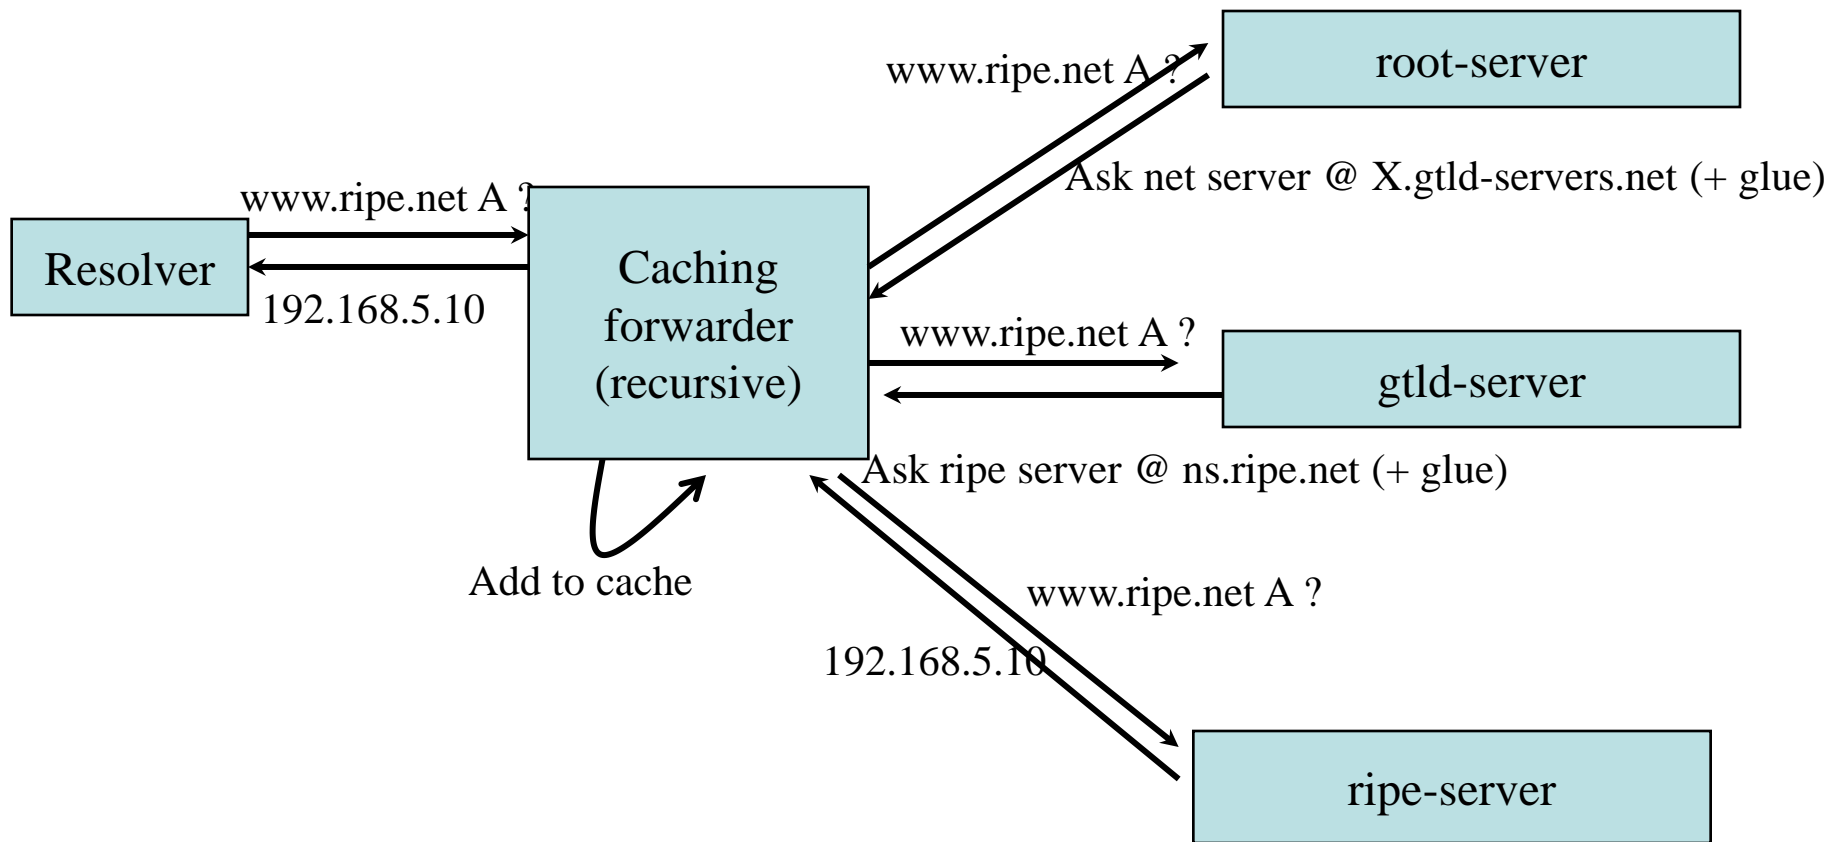 www.ripe.net A ?
root-server
Ask net server @ X.gtld-servers.net (+ glue)
www.ripe.net A ?
Resolver
192.168.5.10
Caching
forwarder
(recursive)
www.ripe.net A ?
gtld-server
Ask ripe server @ ns.ripe.net (+ glue)
Add to cache
www.ripe.net A ?
192.168.5.10
ripe-server